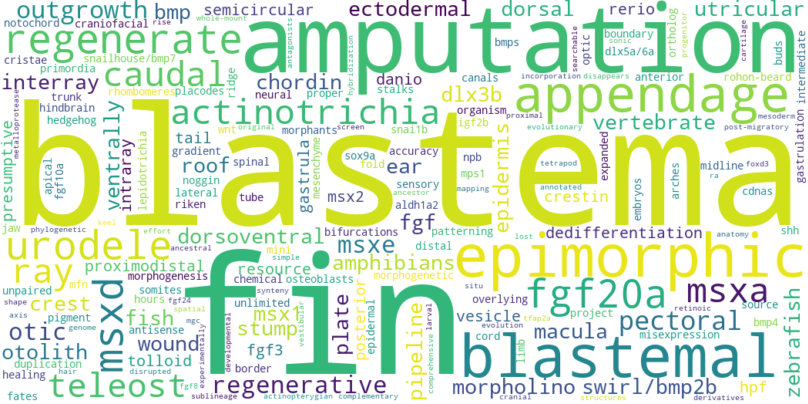 outgrowth bmp semicircular ectodermal dorsal rerio utricular
notochord craniofacial rise whole-mount antagonists amputation bmps ortholog boundary sonic searchable optic dlx5a/6a progenitor cartilage buds intermediate
regenerate snailhouse/bmp7 cristae primordia caudal ridge chordin danio hybridization stalks
interray rhombomeres placodes neural proper canals incorporation disappears anterior rohon-beard
metalloprotease trunk hindbrain hedgehog actinotrichia dlx3b organism appendage proximal mesoderm
presumptive ventrally intraray lepidotrichia wnt original morphants screen snai1b igf2b vertebrate evolutionary post-migratory gastrulation
apical fgf10a tail gradient roof spinal gastrula mesenchyme sox9a fold accuracy ear npb mps1 epidermis expanded tetrapod foxd3 midline
blastema
noggin lateral riken tube msx2 sensory aldh1a2 mapping ancestor crestin embryos annotated arches ra cdnas
jaw phylogenetic keel effort fgf bifurcations patterning lost dedifferentiation anatomy shh
urodele dorsoventral ancestral msxe distal epimorphic
ray proximodistal mini simple resource amphibians morphogenetic situ
unpaired mfn morphogenesis chemical osteoblasts
fin
shape crest msxd somites hours fgf24 synteny unlimited posterior epidermal overlying fgf20a msxa source
axis pigment fish spatial mgc msx1 plate pipeline vesicle evolution tfap2a project retinoic bmp4 zebrafish
otic genome antisense stump vestibular larval cord macula pectoral misexpression
otolith wound experimentally developmental fgf3 comprehensive limb
duplication tolloid border blastemal
healing hair disrupted teleost fgf8 regenerative morpholino swirl/bmp2b hpf
fates sublineage actinopterygian complementary cranial structures derivatives